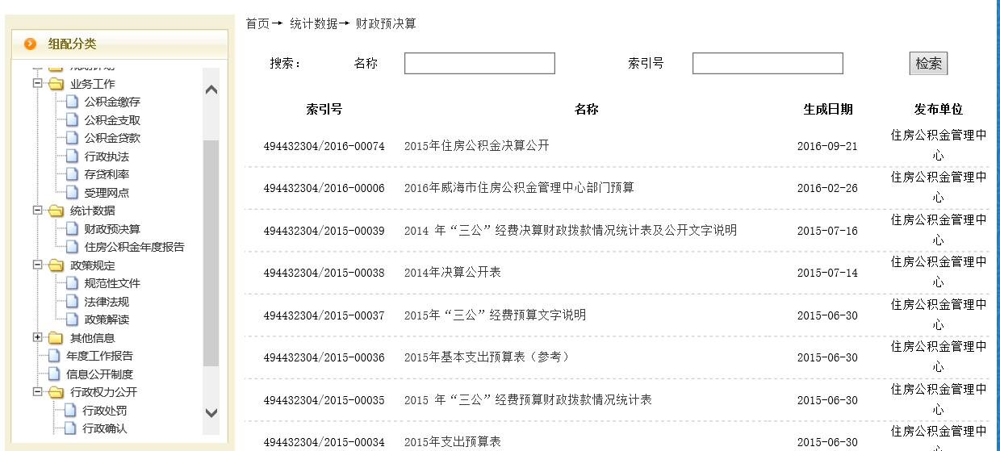 首页→ 统计数据→ 财政预决算
组配分类
业务工作
公积金缴存
公积金支取
公积金贷款
行政执法
存贷利率
受理网点
统计数据
财政预决算
住房公积金年度报告
政策规定
规范性文件
法律法规
政策解读
其他信息
年度工作报告
信息公开制度
行政权力公开
行政处罚
行政确认
搜索： 名称 索引号 检索
索引号 名称 生成日期 发布单位
494432304/2016-00074 2015年住房公积金决算公开 2016-09-21 住房公积金管理中
心
494432304/2016-00006 2016年威海市住房公积金管理中心部门预算 2016-02-26 住房公积金管理中
心
494432304/2015-00039 2014 年“三公”经费决算财政拨款情况统计表及公开文字说明 2015-07-16 住房公积金管理中
心
494432304/2015-00038 2014年决算公开表 2015-07-14 住房公积金管理中
心
494432304/2015-00037 2015年“三公”经费预算文字说明 2015-06-30 住房公积金管理中
心
494432304/2015-00036 2015年基本支出预算表（参考） 2015-06-30 住房公积金管理中
心
494432304/2015-00035 2015 年“三公”经费预算财政拨款情况统计表 2015-06-30 住房公积金管理中
心
494432304/2015-00034 2015年支出预算表 2015-06-30 住房公积金管理中